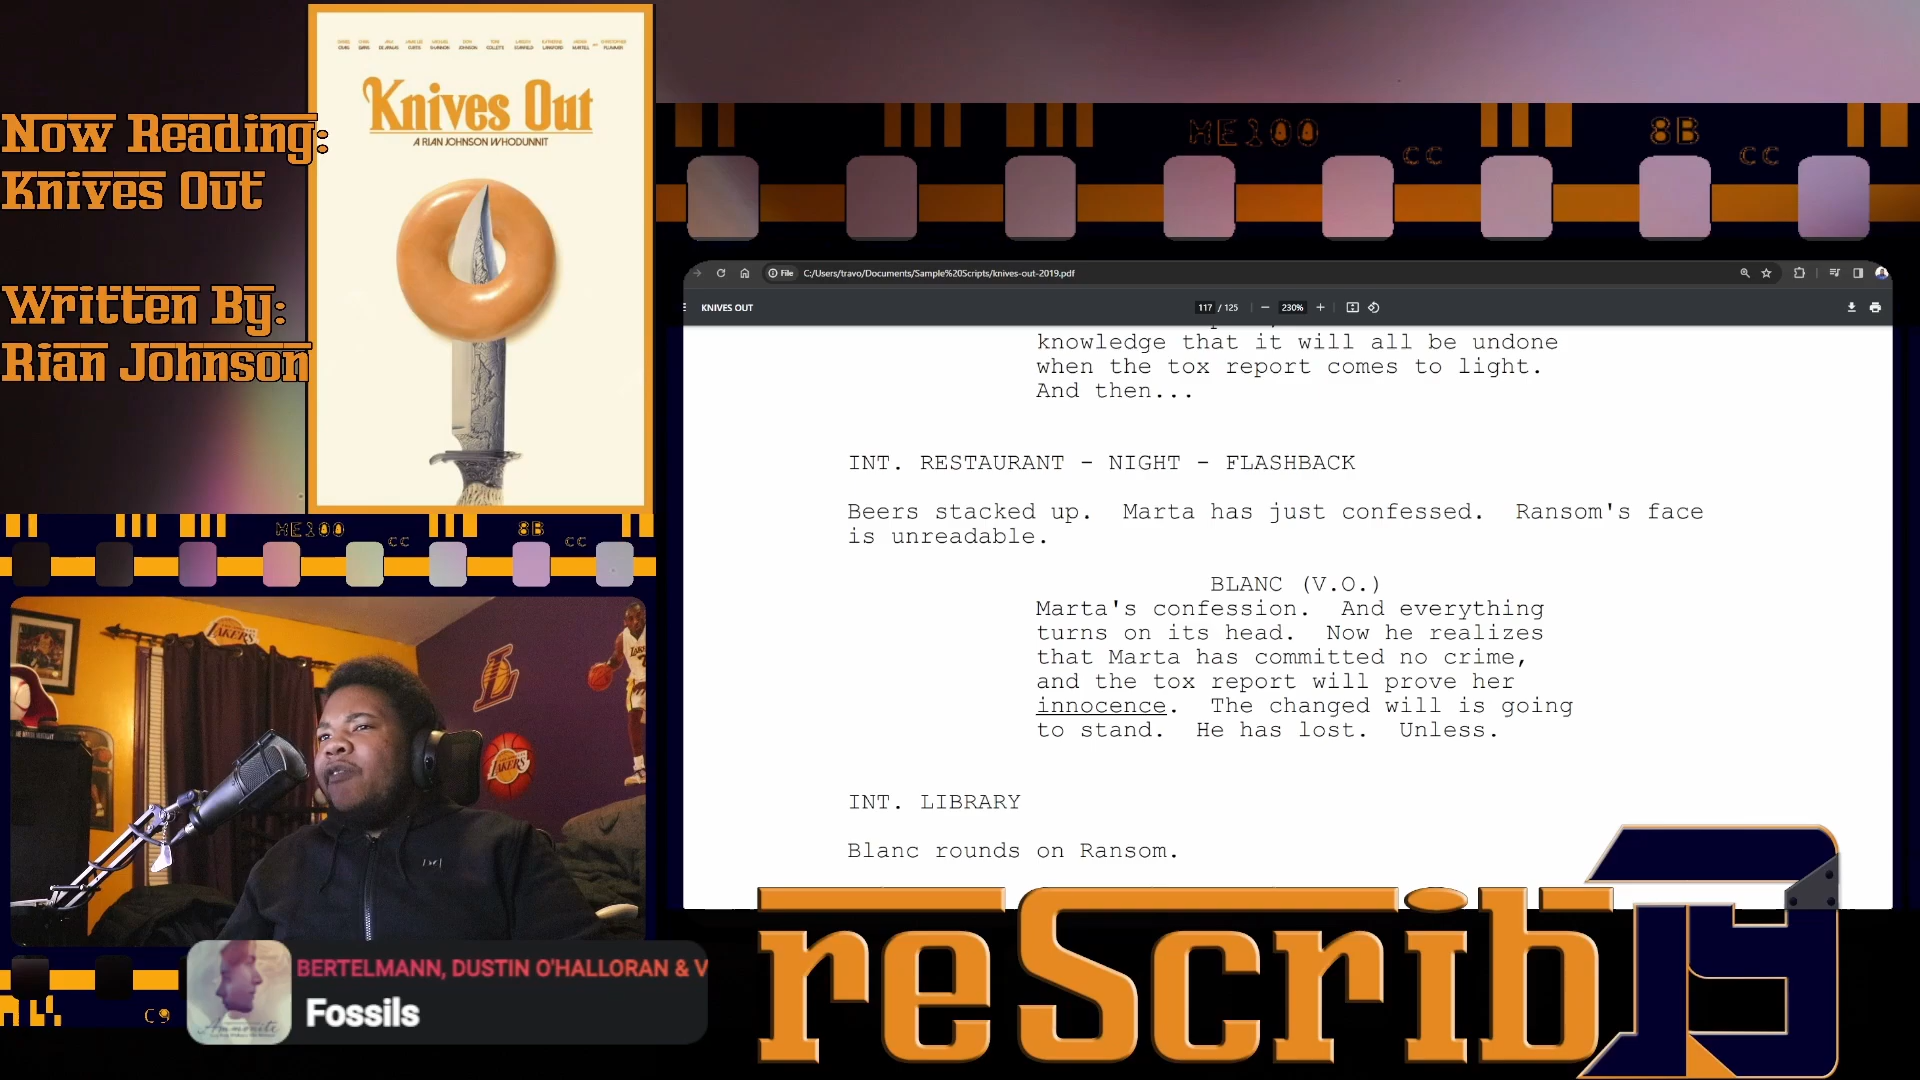 Now Reading:
Knives Out
Written By:
Rian Johnson
Knives Out
A RIAN JOHNSON WHODUNNIT
HE100
8B
CC
CC
File
C:/Users/travo/Documents/Sample%20Scripts/knives-out-2019.pdf
KNIVES OUT
117 / 125
230%
knowledge that it will all be undone
when the tox report comes to light.
And then...
INT. RESTAURANT - NIGHT - FLASHBACK
Beers stacked up. Marta has just confessed. Ransom's face
is unreadable.
BLANC (V.O.)
Marta's confession. And everything
turns on its head. Now he realizes
that Marta has committed no crime,
and the tox report will prove her
innocence. The changed will is going
to stand. He has lost. Unless.
INT. LIBRARY
Blanc rounds on Ransom.
HE100
8B
CC
CC
LAKERS
LAKERS
C9
BERTELMANN, DUSTIN O'HALLORAN & V
Fossils
Ammonite
reScrib